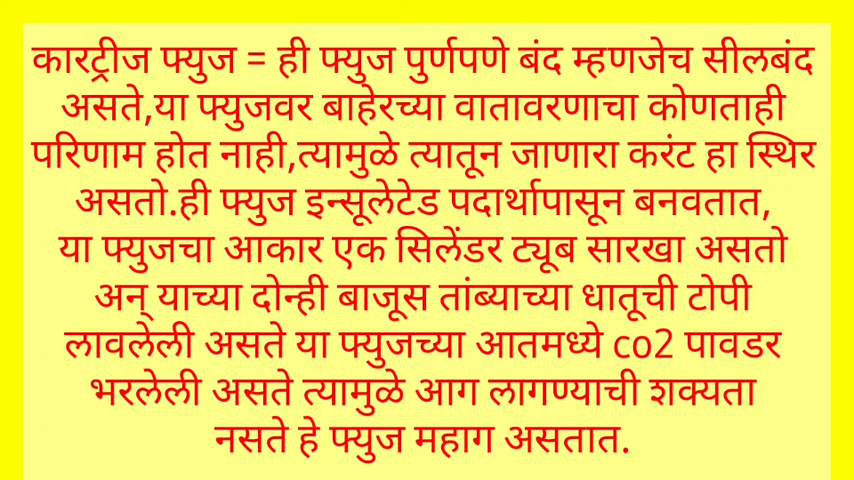 कारट्रीज फ्युज = ही फ्युज पुर्णपणे बंद म्हणजेच सीलबंद
असते,या फ्युजवर बाहेरच्या वातावरणाचा कोणताही
परिणाम होत नाही,त्यामुळे त्यातून जाणारा करंट हा स्थिर
असतो.ही फ्युज इन्सूलेटेड पदार्थापासून बनवतात,
या फ्युजचा आकार एक सिलेंडर ट्यूब सारखा असतो
अन् याच्या दोन्ही बाजूस तांब्याच्या धातूची टोपी
लावलेली असते या फ्युजच्या आतमध्ये co2 पावडर
भरलेली असते त्यामुळे आग लागण्याची शक्यता
नसते हे फ्युज महाग असतात.